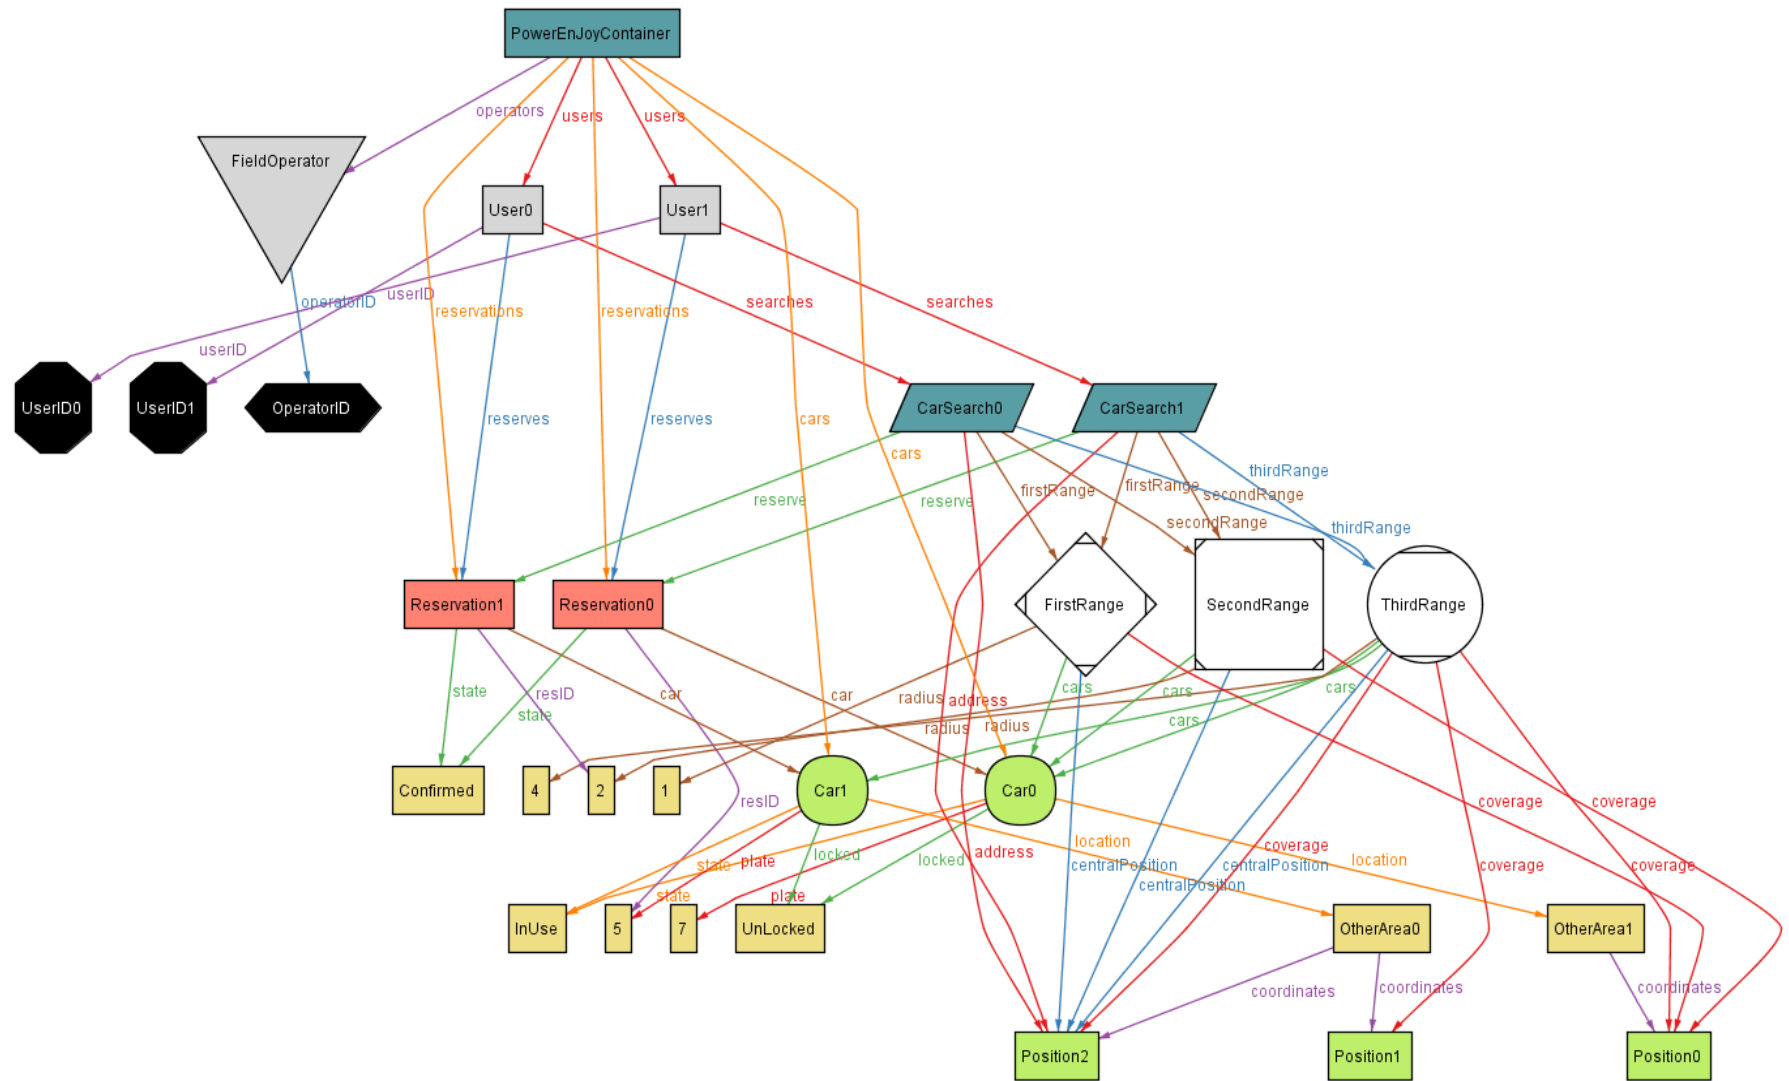 PowerEnJoyContainer
operators
users
users
FieldOperator
User0
User1
operatorID
userID
reservations
reservations
searches
searches
userID
UserID0
UserID1
OperatorID
CarSearch0
CarSearch1
reserves
reserves
cars
cars
thirdRange
firstRange
firstRange
secondRange
reserve
reserve
secondRange
thirdRange
Reservation1
Reservation0
FirstRange
SecondRange
ThirdRange
state
resID
car
car
cars
cars
cars
state
radius
address
radius
radius
cars
Confirmed
4
2
1
Car1
Car0
resID
coverage
coverage
location
coverage
location
state
plate
locked
locked
address
centralPosition
centralPosition
centralPosition
coverage
coverage
state
plate
InUse
5
7
UnLocked
OtherArea0
OtherArea1
coordinates
coordinates
coordinates
Position2
Position1
Position0